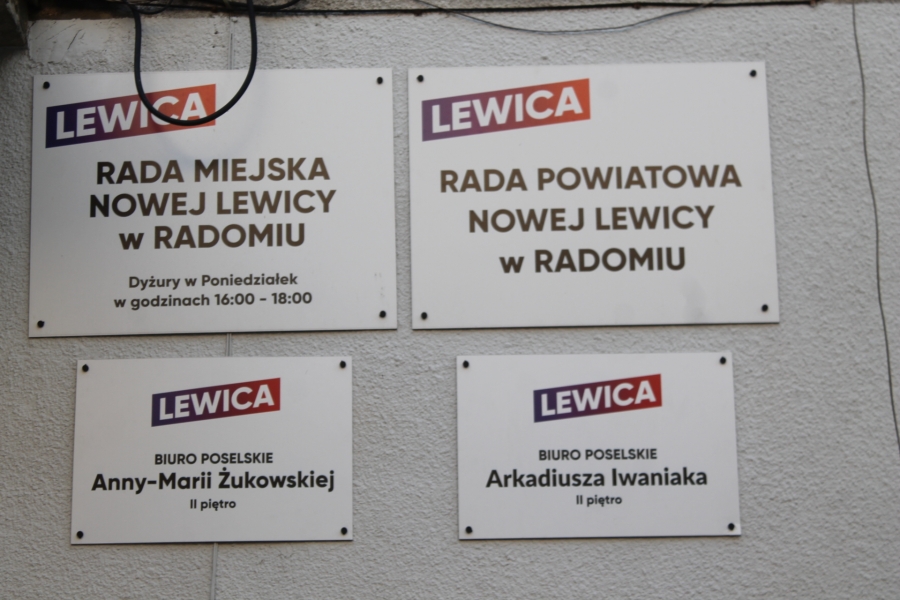 LEWICA
RADA MIEJSKA
NOWEJ LEWICY
w RADOMIU
Dyżury w Poniedziałek
w godzinach 16:00 - 18:00
LEWICA
RADA POWIATOWA
NOWEJ LEWICY
w RADOMIU
LEWICA
BIURO POSELSKIE
Anny-Marii Żukowskiej
II piętro
LEWICA
BIURO POSELSKIE
Arkadiusza Iwaniaka
II piętro